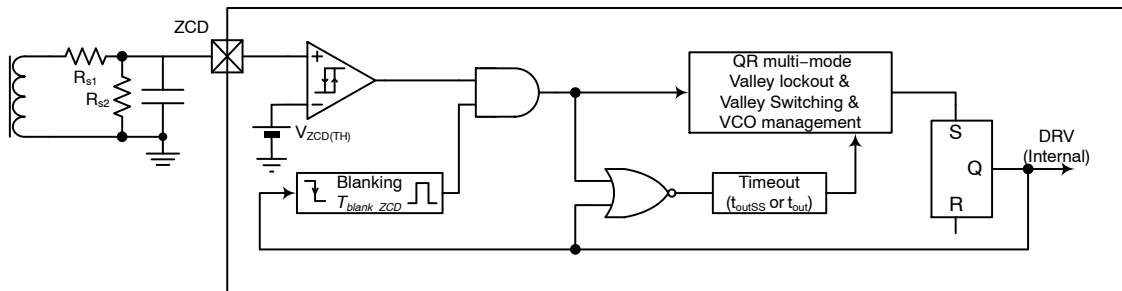 ZCD
Rs1
Rs2
+
−
VZCD(TH)
Blanking
Tblank_ZCD
QR multi−mode
Valley lockout &
Valley Switching &
VCO management
Timeout
(toutSS or tout)
S
Q
R
DRV
(Internal)